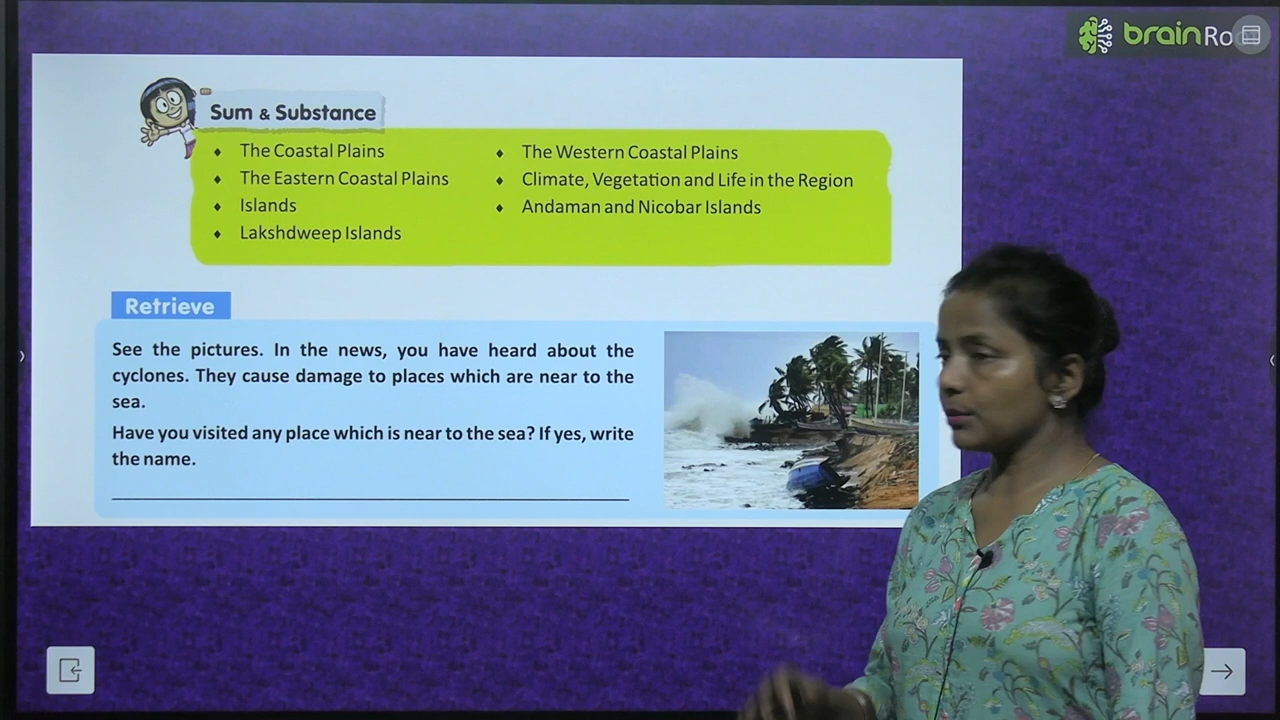 brain Ro
Sum & Substance
The Coastal Plains
The Eastern Coastal Plains
Islands
Lakshdweep Islands
The Western Coastal Plains
Climate, Vegetation and Life in the Region
Andaman and Nicobar Islands
Retrieve
See the pictures. In the news, you have heard about the
cyclones. They cause damage to places which are near to the
sea.
Have you visited any place which is near to the sea? If yes, write
the name.